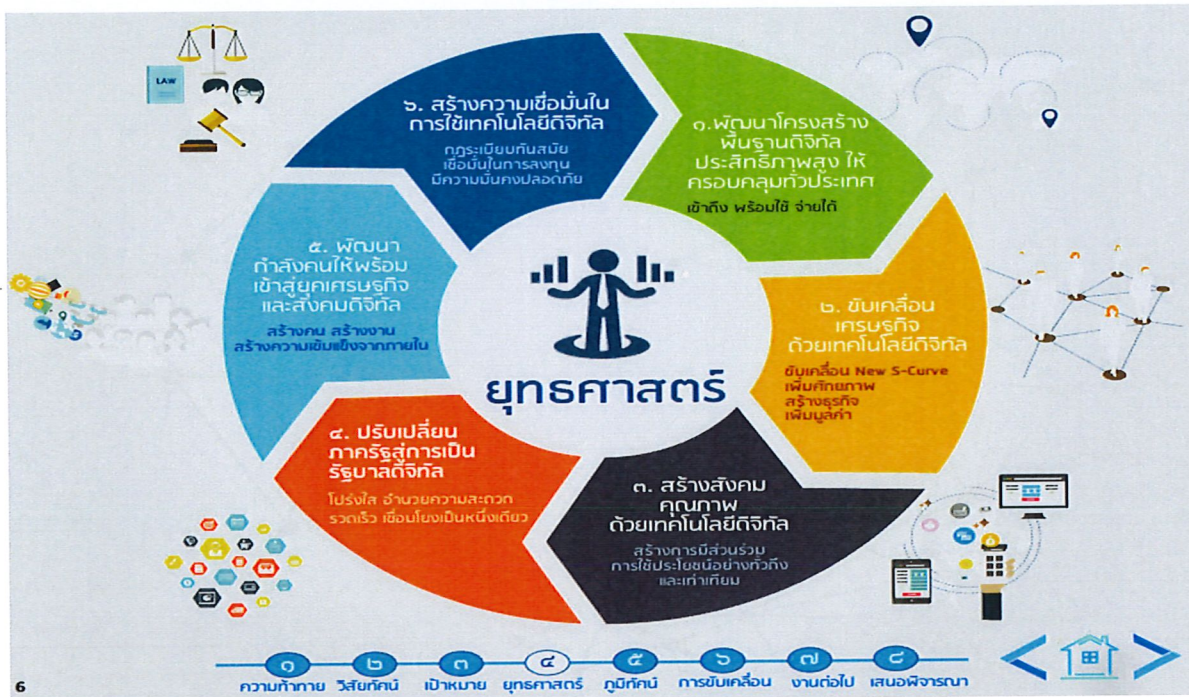 LAW
๖. สร้างความเชื่อมั่นใน
การใช้เทคโนโลยีดิจิทัล
กฎระเบียบทันสมัย
เชื่อมั่นในการลงทุน
มีความมั่นคงปลอดภัย
๑.พัฒนาโครงสร้าง
พื้นฐานดิจิทัล
ประสิทธิภาพสูง ให้
ครอบคลุมทั่วประเทศ
เข้าถึง พร้อมใช้ จ่ายได้
๒. ขับเคลื่อน
เศรษฐกิจ
ด้วยเทคโนโลยีดิจิทัล
ขับเคลื่อน New S-Curve
เพิ่มศักยภาพ
สร้างธุรกิจ
เพิ่มมูลค่า
๓. สร้างสังคม
คุณภาพ
ด้วยเทคโนโลยีดิจิทัล
สร้างการมีส่วนร่วม
การใช้ประโยชน์อย่างทั่วถึง
และเท่าเทียม
๔. ปรับเปลี่ยน
ภาครัฐสู่การเป็น
รัฐบาลดิจิทัล
โปร่งใส อำนวยความสะดวก
รวดเร็ว เชื่อมโยงเป็นหนึ่งเดียว
๕. พัฒนา
กำลังคนให้พร้อม
เข้าสู่ยุคเศรษฐกิจ
และสังคมดิจิทัล
สร้างคน สร้างงาน
สร้างความเข้มแข็งจากภายใน
ยุทธศาสตร์
๑ ๒ ๓ ๔ ๕ ๖ ๗ ๘
ความท้าทาย วิสัยทัศน์ เป้าหมาย ยุทธศาสตร์ ภูมิทัศน์ การขับเคลื่อน งานต่อไป เสนอพิจารณา
6